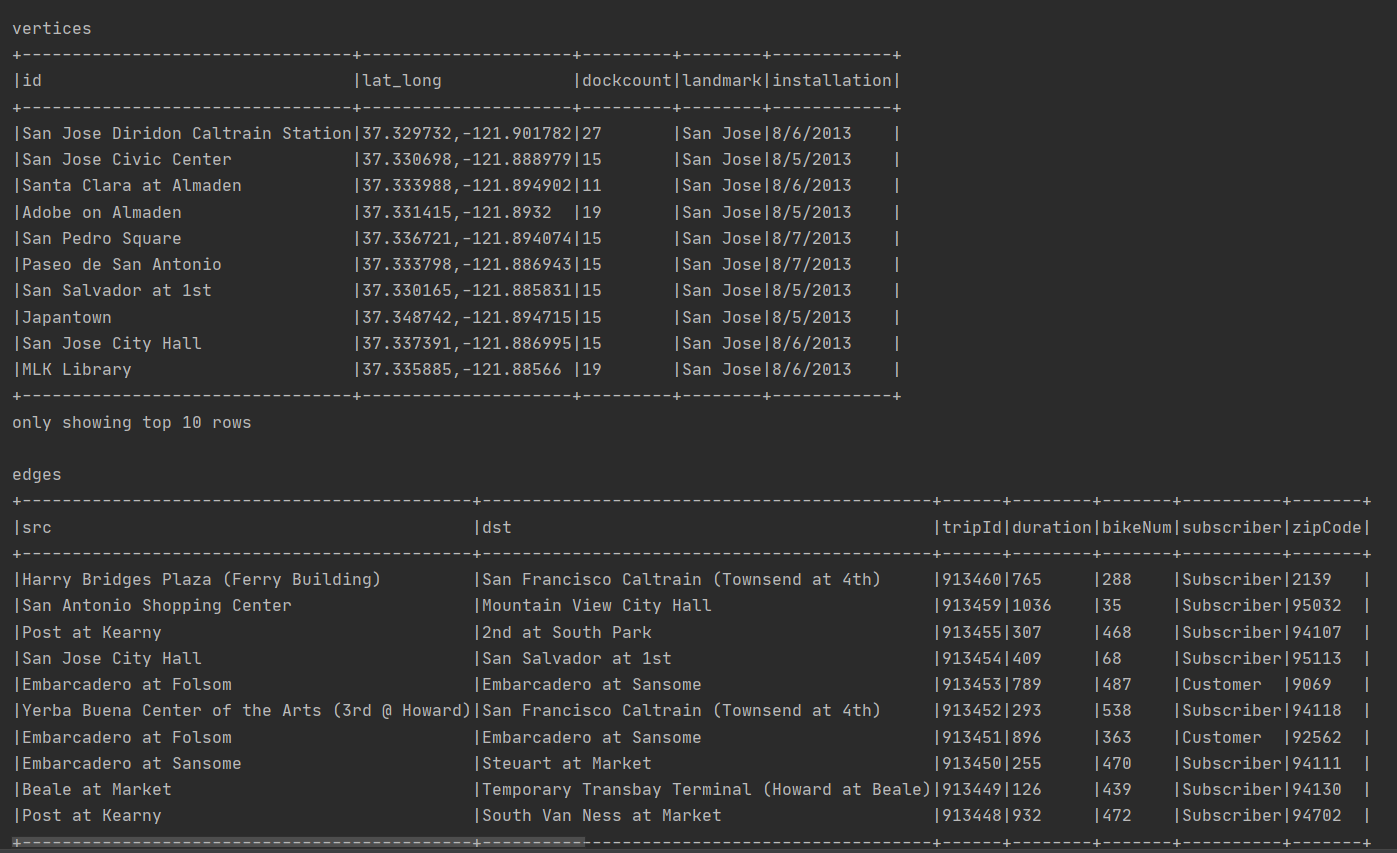 vertices
+---------------------------------+---------------------+---------+--------+------------+
|id                               |lat_long             |dockcount|landmark|installation|
+---------------------------------+---------------------+---------+--------+------------+
|San Jose Diridon Caltrain Station|37.329732,-121.901782|27       |San Jose|8/6/2013    |
|San Jose Civic Center            |37.330698,-121.888979|15       |San Jose|8/5/2013    |
|Santa Clara at Almaden           |37.333988,-121.894902|11       |San Jose|8/6/2013    |
|Adobe on Almaden                 |37.331415,-121.8932  |19       |San Jose|8/5/2013    |
|San Pedro Square                 |37.336721,-121.894074|15       |San Jose|8/7/2013    |
|Paseo de San Antonio             |37.333798,-121.886943|15       |San Jose|8/7/2013    |
|San Salvador at 1st              |37.330165,-121.885831|15       |San Jose|8/5/2013    |
|Japantown                        |37.348742,-121.894715|15       |San Jose|8/5/2013    |
|San Jose City Hall               |37.337391,-121.886995|15       |San Jose|8/6/2013    |
|MLK Library                      |37.335885,-121.88566 |19       |San Jose|8/6/2013    |
+---------------------------------+---------------------+---------+--------+------------+
only showing top 10 rows
edges
+---------------------------------------------+---------------------------------------------+------+--------+-------+----------+-------+
|src                                          |dst                                          |tripId|duration|bikeNum|subscriber|zipCode|
+---------------------------------------------+---------------------------------------------+------+--------+-------+----------+-------+
|Harry Bridges Plaza (Ferry Building)         |San Francisco Caltrain (Townsend at 4th)     |913460|765     |288    |Subscriber|2139   |
|San Antonio Shopping Center                  |Mountain View City Hall                      |913459|1036    |35     |Subscriber|95032  |
|Post at Kearny                               |2nd at South Park                            |913455|307     |468    |Subscriber|94107  |
|San Jose City Hall                           |San Salvador at 1st                          |913454|409     |68     |Subscriber|95113  |
|Embarcadero at Folsom                        |Embarcadero at Sansome                       |913453|789     |487    |Customer  |9069   |
|Yerba Buena Center of the Arts (3rd @ Howard)|San Francisco Caltrain (Townsend at 4th)     |913452|293     |538    |Subscriber|94118  |
|Embarcadero at Folsom                        |Embarcadero at Sansome                       |913451|896     |363    |Customer  |92562  |
|Embarcadero at Sansome                       |Steuart at Market                            |913450|255     |470    |Subscriber|94111  |
|Beale at Market                              |Temporary Transbay Terminal (Howard at Beale)|913449|126     |439    |Subscriber|94130  |
|Post at Kearny                               |South Van Ness at Market                     |913448|932     |472    |Subscriber|94702  |
+---------------------------------------------+---------------------------------------------+------+--------+-------+----------+-------+